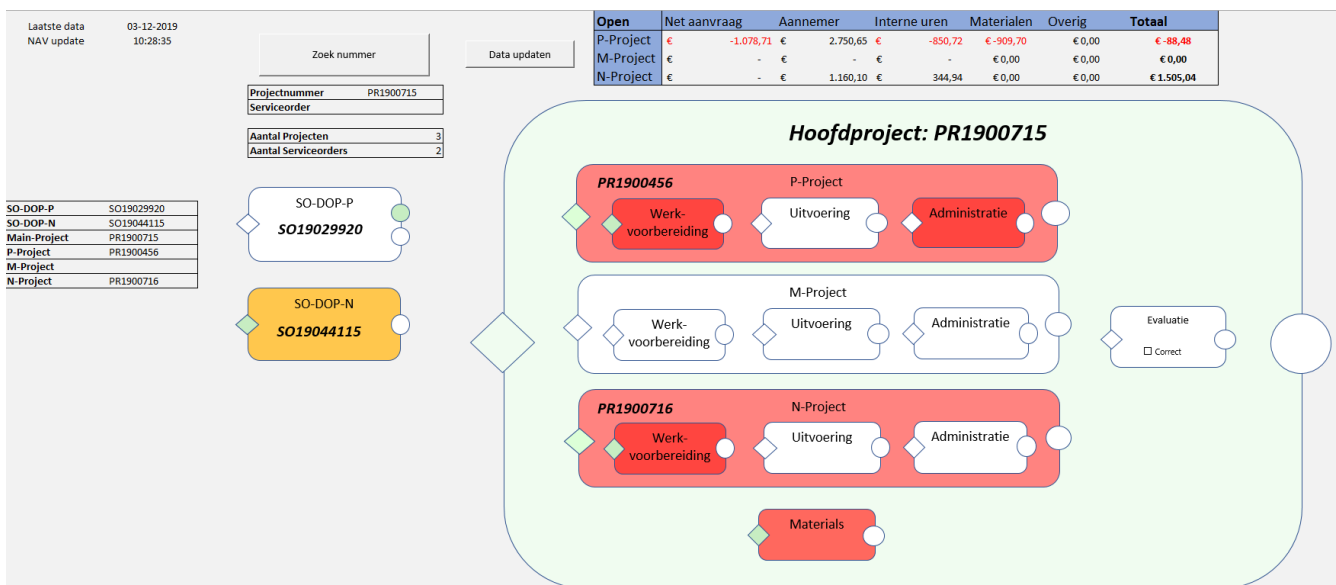 Laatste data 03-12-2019
NAV update 10:28:35
Zoek nummer
Data updaten
Open Net aanvraag Aannemer Interne uren Materialen Overig Totaal
P-Project € -1.078,71 € 2.750,65 € -850,72 € -909,70 € 0,00 € -88,48
M-Project € - € - € - € 0,00 € 0,00 € 0,00
N-Project € - € 1.160,10 € 344,94 € 0,00 € 0,00 € 1.505,04
Projectnummer PR1900715
Serviceorder
Aantal Projecten 3
Aantal Serviceorders 2
SO-DOP-P SO19029920
SO-DOP-N SO19044115
Main-Project PR1900715
P-Project PR1900456
M-Project
N-Project PR1900716
SO-DOP-P
SO19029920
SO-DOP-N
SO19044115
Hoofdproject: PR1900715
PR1900456 P-Project
Werk-
voorbereiding
Uitvoering
Administratie
M-Project
Werk-
voorbereiding
Uitvoering
Administratie
Evaluatie
Correct
PR1900716 N-Project
Werk-
voorbereiding
Uitvoering
Administratie
Materials